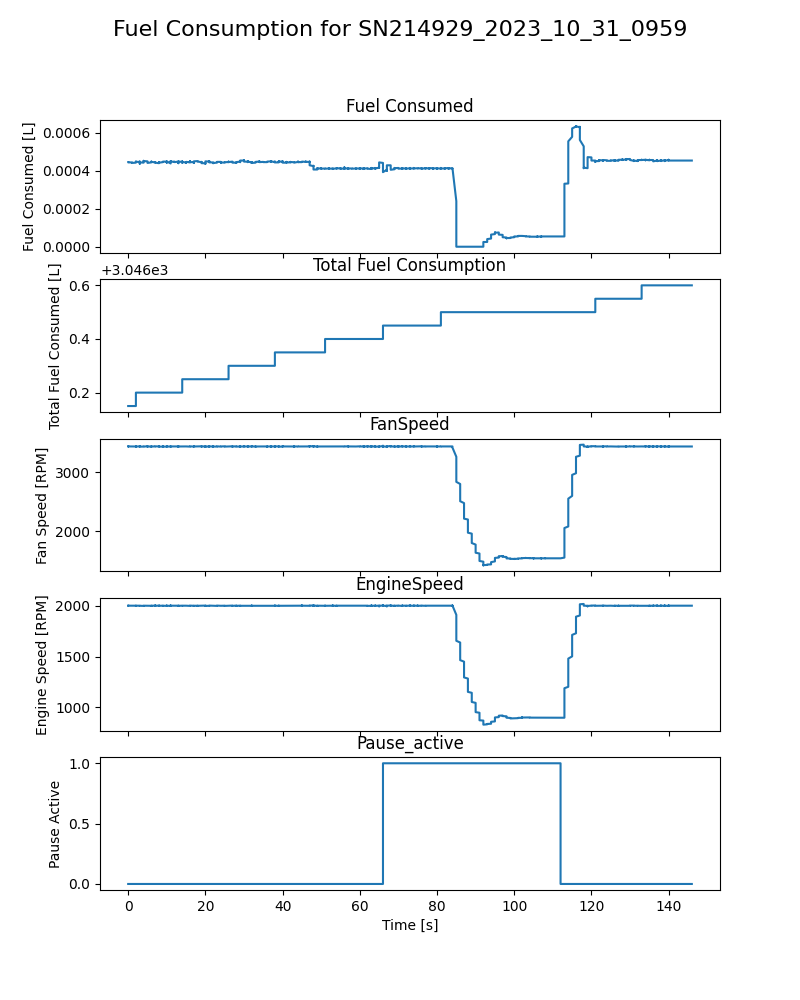 Fuel Consumption for SN214929_2023_10_31_0959
Fuel Consumed
Fuel Consumed [L]
0.0006
0.0004
0.0002
0.0000
+3.046e3
Total Fuel Consumption
Total Fuel Consumed [L]
0.6
0.4
0.2
FanSpeed
Fan Speed [RPM]
3000
2000
EngineSpeed
Engine Speed [RPM]
2000
1500
1000
Pause_active
Pause Active
1.0
0.5
0.0
0 20 40 60 80 100 120 140
Time [s]